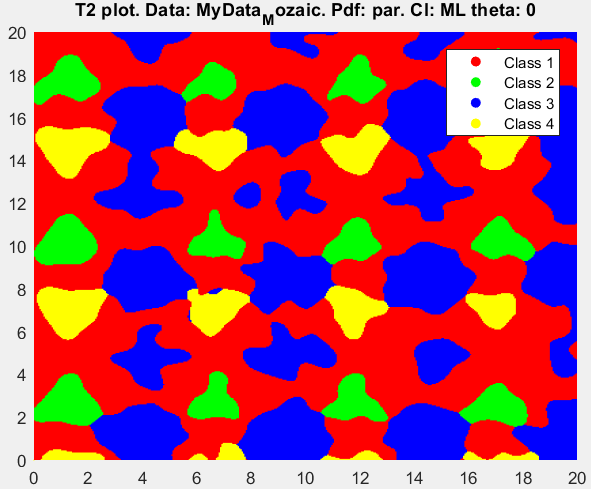 T2 plot. Data: MyData_Mozaic. Pdf: par. Cl: ML theta: 0
20
18
16
14
12
10
8
6
4
2
0
Class 1
Class 2
Class 3
Class 4
0 2 4 6 8 10 12 14 16 18 20